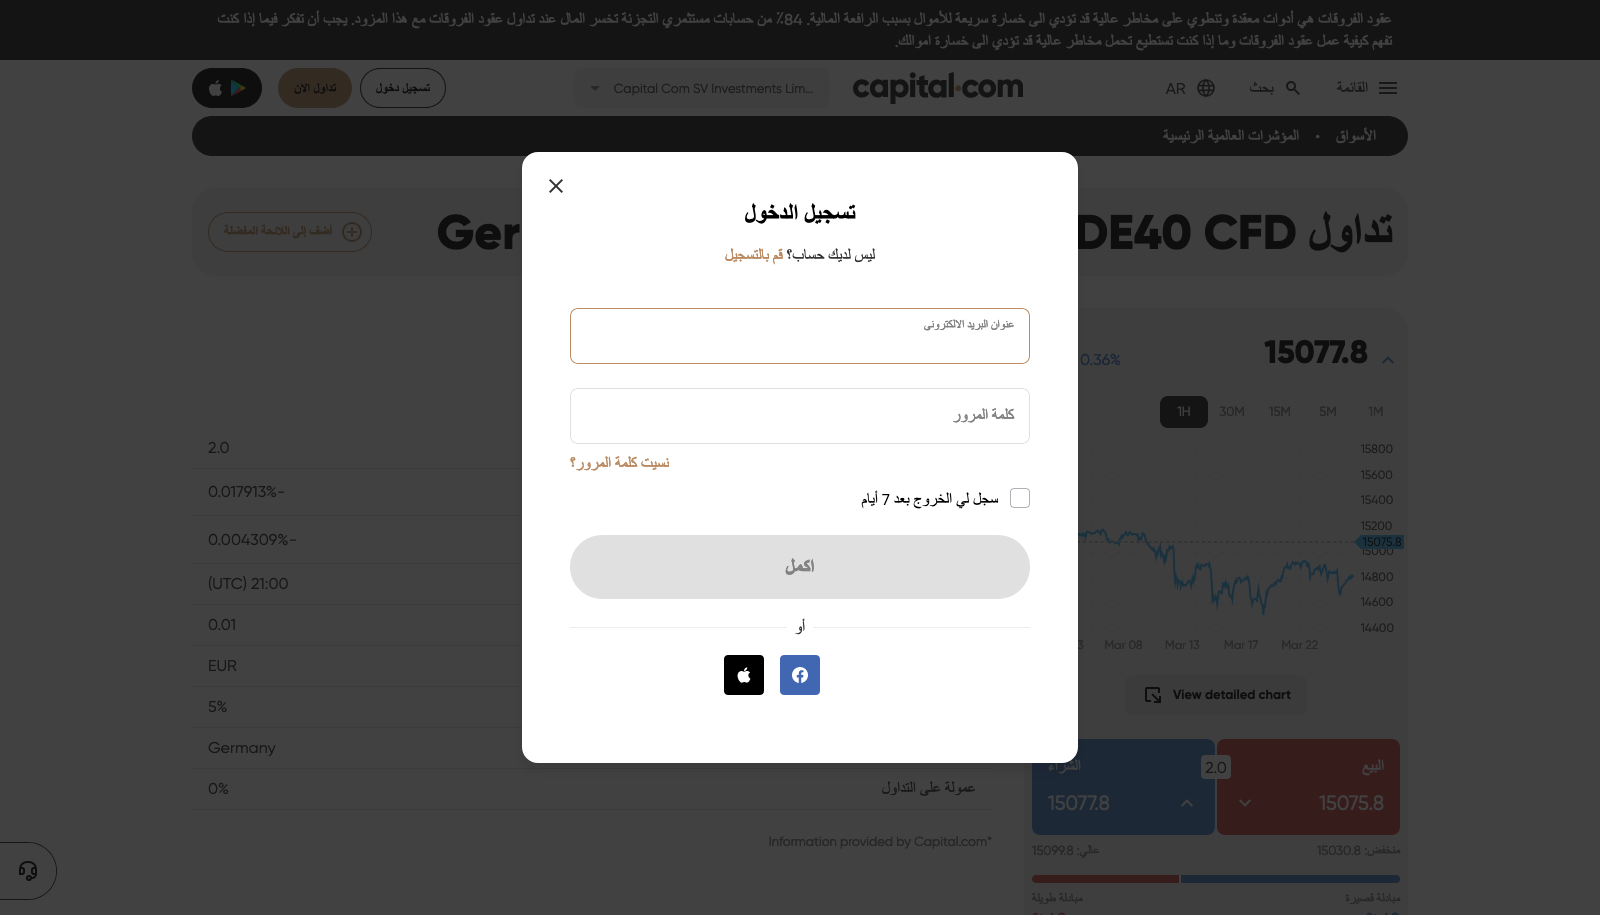 عقود الفروقات هي أدوات معقدة وتنطوي على مخاطر عالية قد تؤدي الى خسارة سريعة للأموال بسبب الرافعة المالية. 84٪ من حسابات مستثمري التجزئة تخسر المال عند تداول عقود الفروقات مع هذا المزود. يجب أن تفكر فيما إذا كنت
تفهم كيفية عمل عقود الفروقات وما إذا كنت تستطيع تحمل مخاطر عالية قد تؤدي الى خسارة اموالك.
القائمة
بحث
AR
capital.com
Capital Com SV Investments Lim...
تسجيل دخول
تداول الان
الأسواق • المؤشرات العالمية الرئيسية
تداول DE40 CFD
Ger
أضف إلى اللائحة المفضلة
تسجيل الدخول
ليس لديك حساب؟ قم بالتسجيل
عنوان البريد الالكتروني
كلمة المرور
نسيت كلمة المرور؟
سجل لي الخروج بعد 7 أيام
اكمل
أو
15077.8
0.36%
1H 30M 15M 5M 1M
15800
15600
15400
15200
15075.8
15000
14800
14600
14400
3 Mar 08 Mar 13 Mar 17 Mar 22
View detailed chart
البيع
15075.8
2.0
الشراء
15077.8
منخفض: 15030.8
عالي: 15099.8
مبادلة قصيرة
مبادلة طويلة
2.0
0.017913%-
0.004309%-
(UTC) 21:00
0.01
EUR
5%
Germany
عمولة على التداول
0%
Information provided by Capital.com*